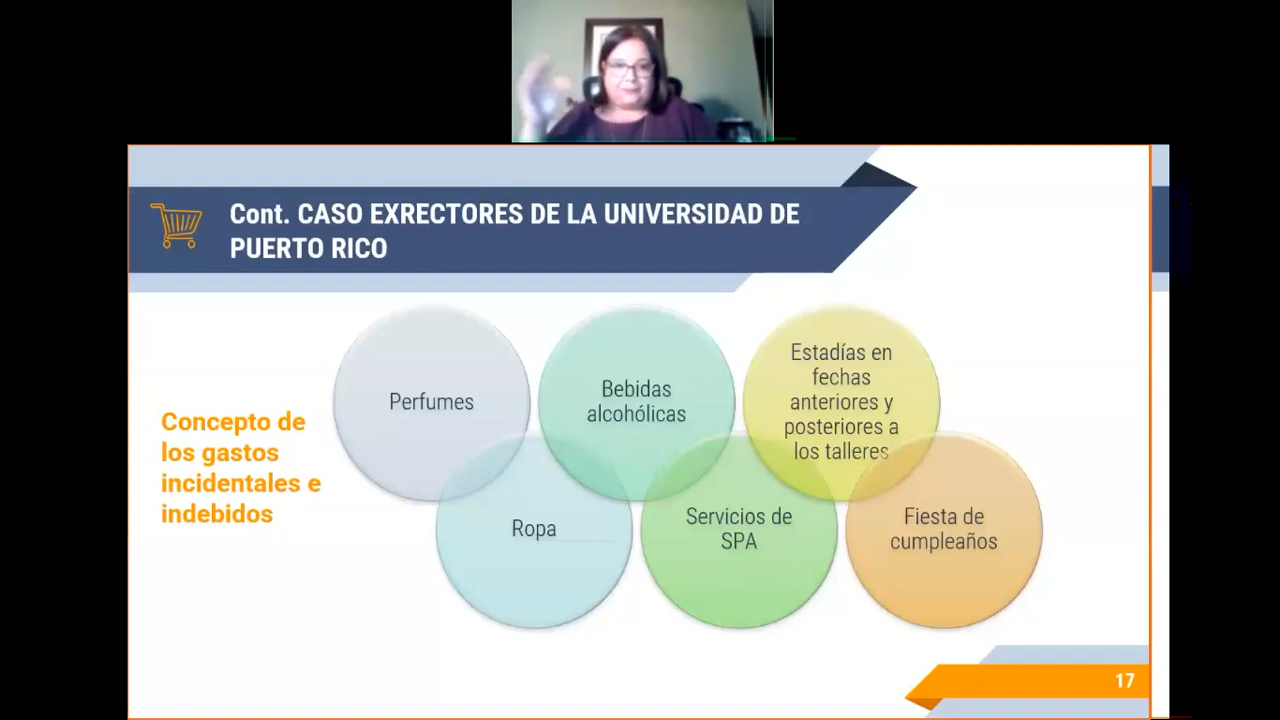 Cont. CASO EXRECTORES DE LA UNIVERSIDAD DE
PUERTO RICO
Concepto de
los gastos
incidentales e
indebidos
Perfumes
Bebidas
alcohólicas
Estadías en
fechas
anteriores y
posteriores a
los talleres
Ropa
Servicios de
SPA
Fiesta de
cumpleaños
17